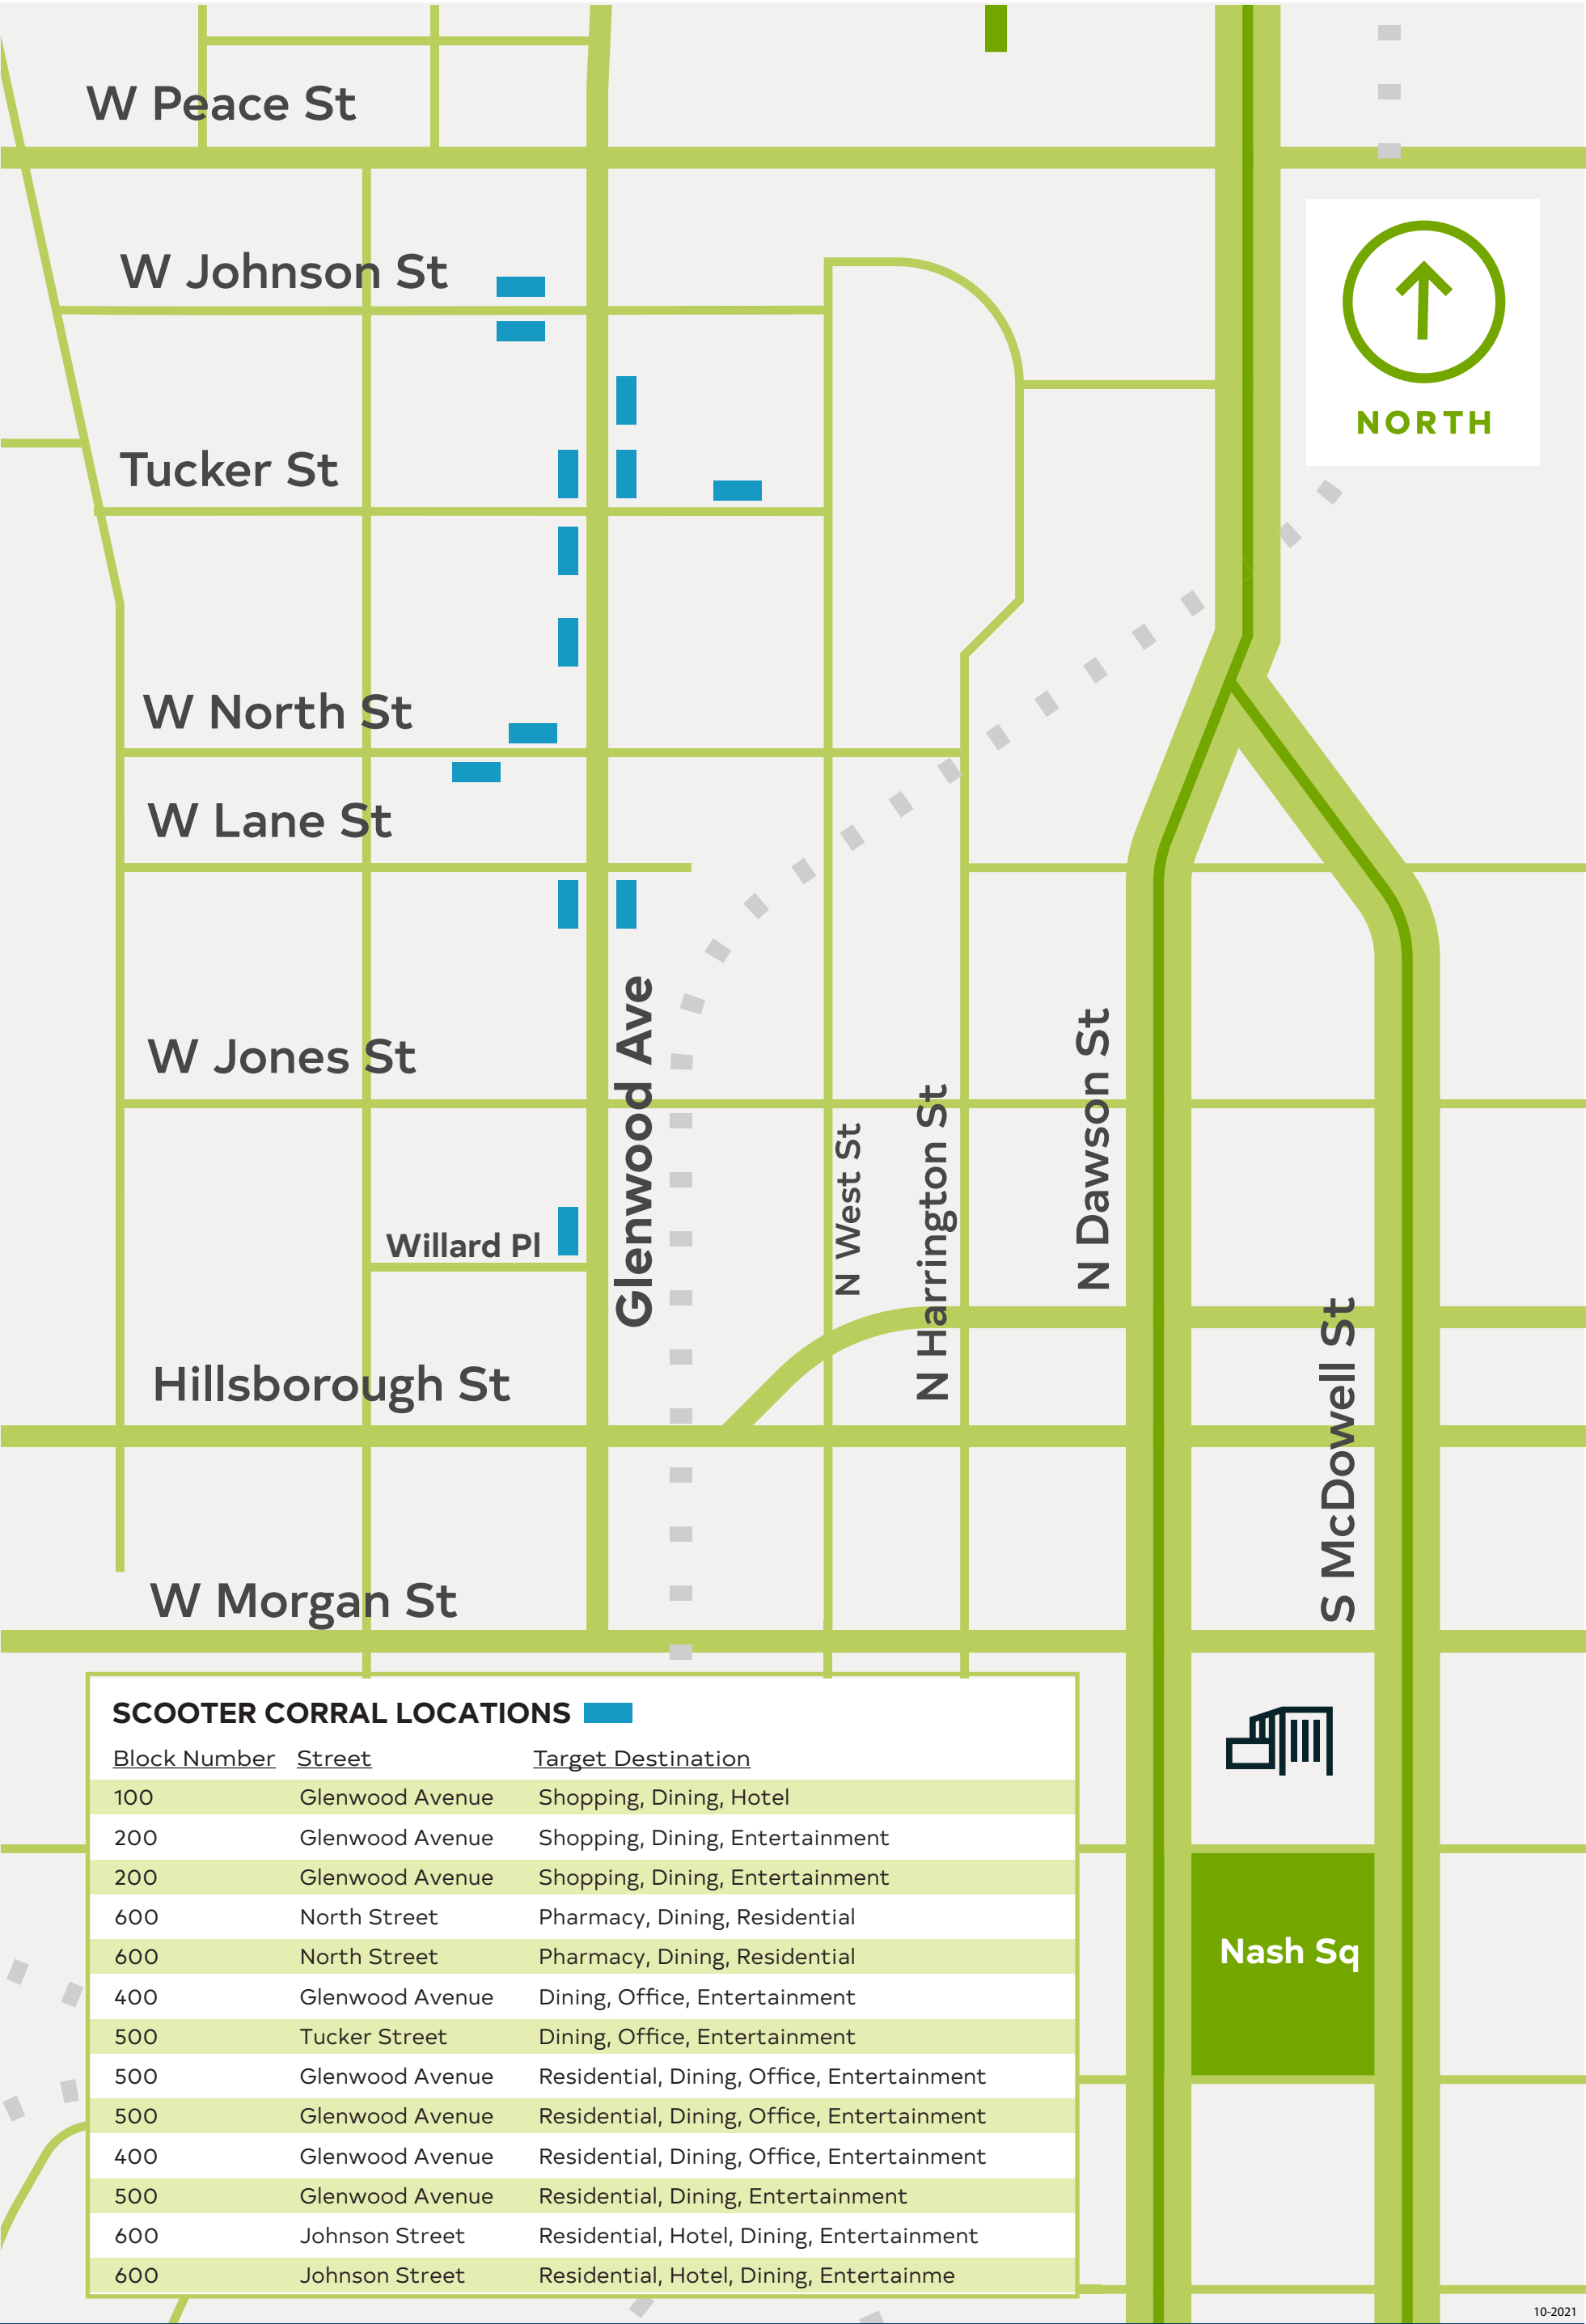 W Peace St
W Johnson St
NORTH
Tucker St
W North St
W Lane St
Glenwood Ave
W Jones St
N West St
N Harrington St
N Dawson St
Willard Pl
S McDowell St
Hillsborough St
W Morgan St
SCOOTER CORRAL LOCATIONS
Block Number Street Target Destination
100 Glenwood Avenue Shopping, Dining, Hotel
200 Glenwood Avenue Shopping, Dining, Entertainment
200 Glenwood Avenue Shopping, Dining, Entertainment
600 North Street Pharmacy, Dining, Residential
600 North Street Pharmacy, Dining, Residential
400 Glenwood Avenue Dining, Office, Entertainment
500 Tucker Street Dining, Office, Entertainment
500 Glenwood Avenue Residential, Dining, Office, Entertainment
500 Glenwood Avenue Residential, Dining, Office, Entertainment
400 Glenwood Avenue Residential, Dining, Office, Entertainment
500 Glenwood Avenue Residential, Dining, Entertainment
600 Johnson Street Residential, Hotel, Dining, Entertainment
600 Johnson Street Residential, Hotel, Dining, Entertainme
Nash Sq
10-2021